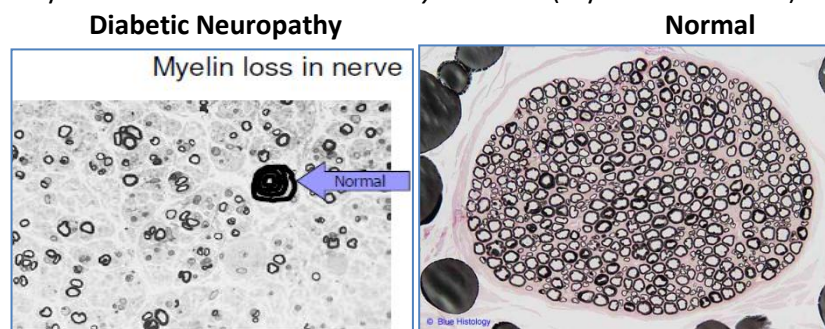 Diabetic Neuropathy
Normal
Myelin loss in nerve
Normal
© Blue Histology